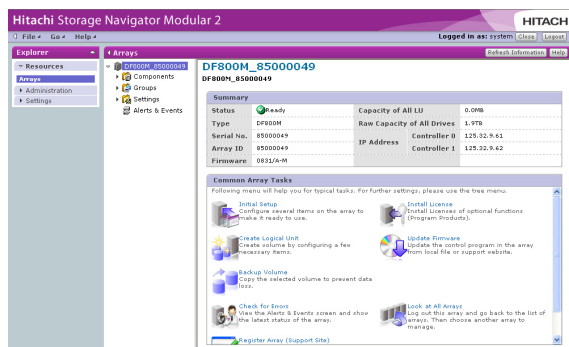 Hitachi Storage Navigator Modular 2
HITACH
File Go Help
Logged in as: system Close Logout
Explorer
Arrays
Refresh Information Help
Resources
Arrays
Administration
Settings
DF800M_85000049
Components
Groups
Settings
Alerts & Events
DF800M_85000049
DF800M_85000049
Summary
Status Ready Capacity of All LU 0.0MB
Type DF800M Raw Capacity of All Drives 1.9TB
Serial No. 85000049 IP Address Controller 0 125.32.9.61
Array ID 85000049 Controller 1 125.32.9.62
Firmware 0831/A-M
Common Array Tasks
Following menu will help you for typical tasks. For further settings, please use the tree menu.
Initial Setup
Configure several items on the array to
make it ready to use.
Install License
Install Licenses of optional functions
(Program Products).
Create Logical Unit
Create volume by configuring a few
necessary items.
Update Firmware
Update the control program in the array
from local file or support website.
Backup Volume
Copy the selected volume to prevent data
loss.
Check for Errors
View the Alerts & Events screen and show
the latest status of the array.
Look at All Arrays
Log out this array and go back to the list of
arrays. Then choose another array to
manage.
Register Array (Support Site)